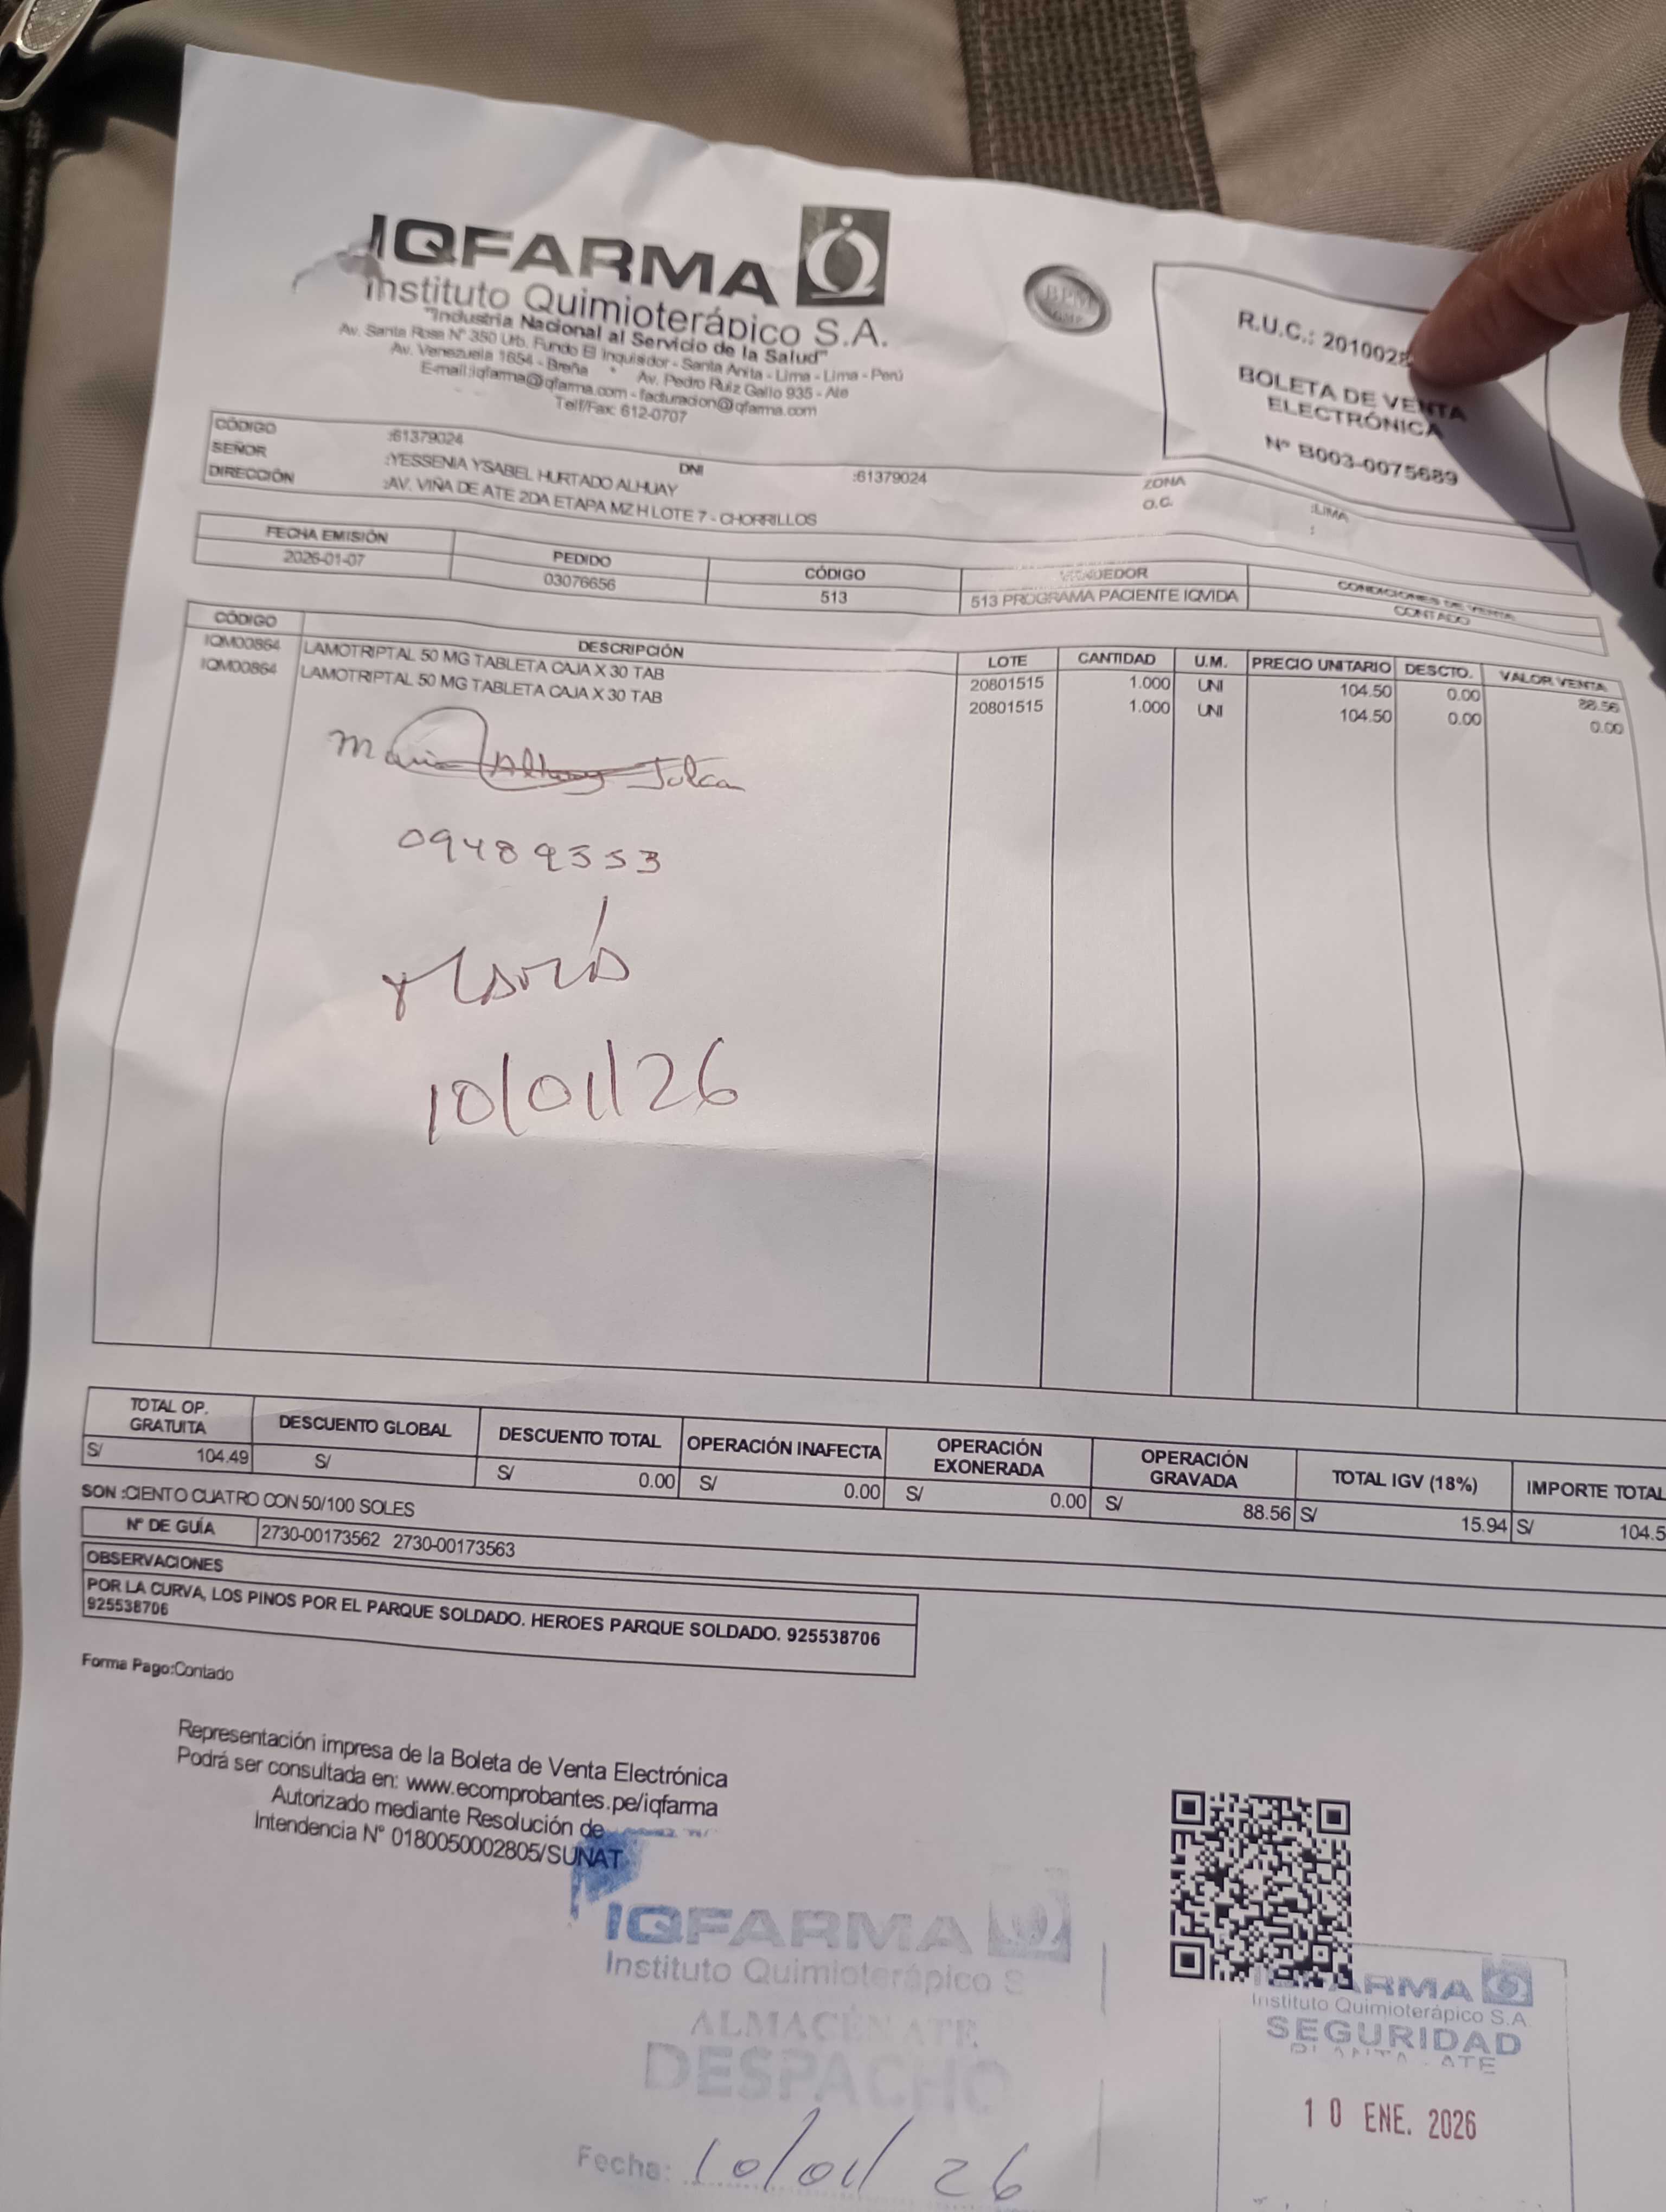 IQFARMA
Instituto Quimioterápico S.A.
"Industria Nacional al Servicio de la Salud"
Av. Santa Rosa N° 350 Urb. Fundo El Inquisidor - Santa Anita - Lima - Lima - Perú
Av. Venezuela 1654 - Breña * Av. Pedro Ruiz Gallo 935 - Ate
E-mail:iqfarma@iqfarma.com - facturacion@iqfarma.com
Telf/Fax: 612-0707
BPM
R.U.C.: 2010028
BOLETA DE VENTA
ELECTRÓNICA
N° B003-0075689
CÓDIGO :61379024 DNI :61379024 ZONA :LIMA
SEÑOR :YESSENIA YSABEL HURTADO ALHUAY O.C. :
DIRECCIÓN :AV. VIÑA DE ATE 2DA ETAPA MZ H LOTE 7 - CHORRILLOS
FECHA EMISIÓN PEDIDO CÓDIGO VENDEDOR CONDICIONES DE VENTA
2026-01-07 03076656 513 513 PROGRAMA PACIENTE IQVIDA CONTADO
CÓDIGO DESCRIPCIÓN LOTE CANTIDAD U.M. PRECIO UNITARIO DESCTO. VALOR VENTA
IQM00864 LAMOTRIPTAL 50 MG TABLETA CAJA X 30 TAB 20801515 1.000 UNI 104.50 0.00 88.56
IQM00864 LAMOTRIPTAL 50 MG TABLETA CAJA X 30 TAB 20801515 1.000 UNI 104.50 0.00 0.00
Maria Alhuay
09489353
10/01/26
TOTAL OP. GRATUITA DESCUENTO GLOBAL DESCUENTO TOTAL OPERACIÓN INAFECTA OPERACIÓN EXONERADA OPERACIÓN GRAVADA TOTAL IGV (18%) IMPORTE TOTAL
S/ 104.49 S/ S/ 0.00 S/ 0.00 S/ 0.00 S/ 88.56 S/ 15.94 S/ 104.5
SON :CIENTO CUATRO CON 50/100 SOLES
N° DE GUÍA 2730-00173562 2730-00173563
OBSERVACIONES
POR LA CURVA, LOS PINOS POR EL PARQUE SOLDADO. HEROES PARQUE SOLDADO. 925538706
925538706
Forma Pago:Contado
Representación impresa de la Boleta de Venta Electrónica
Podrá ser consultada en: www.ecomprobantes.pe/iqfarma
Autorizado mediante Resolución de
Intendencia N° 0180050002805/SUNAT
IQFARMA
Instituto Quimioterápico S
ALMACÉN ATE
DESPACHO
Fecha: 10/01/26
IQFARMA
Instituto Quimioterápico S.A.
SEGURIDAD
PLANTA - ATE
10 ENE. 2026